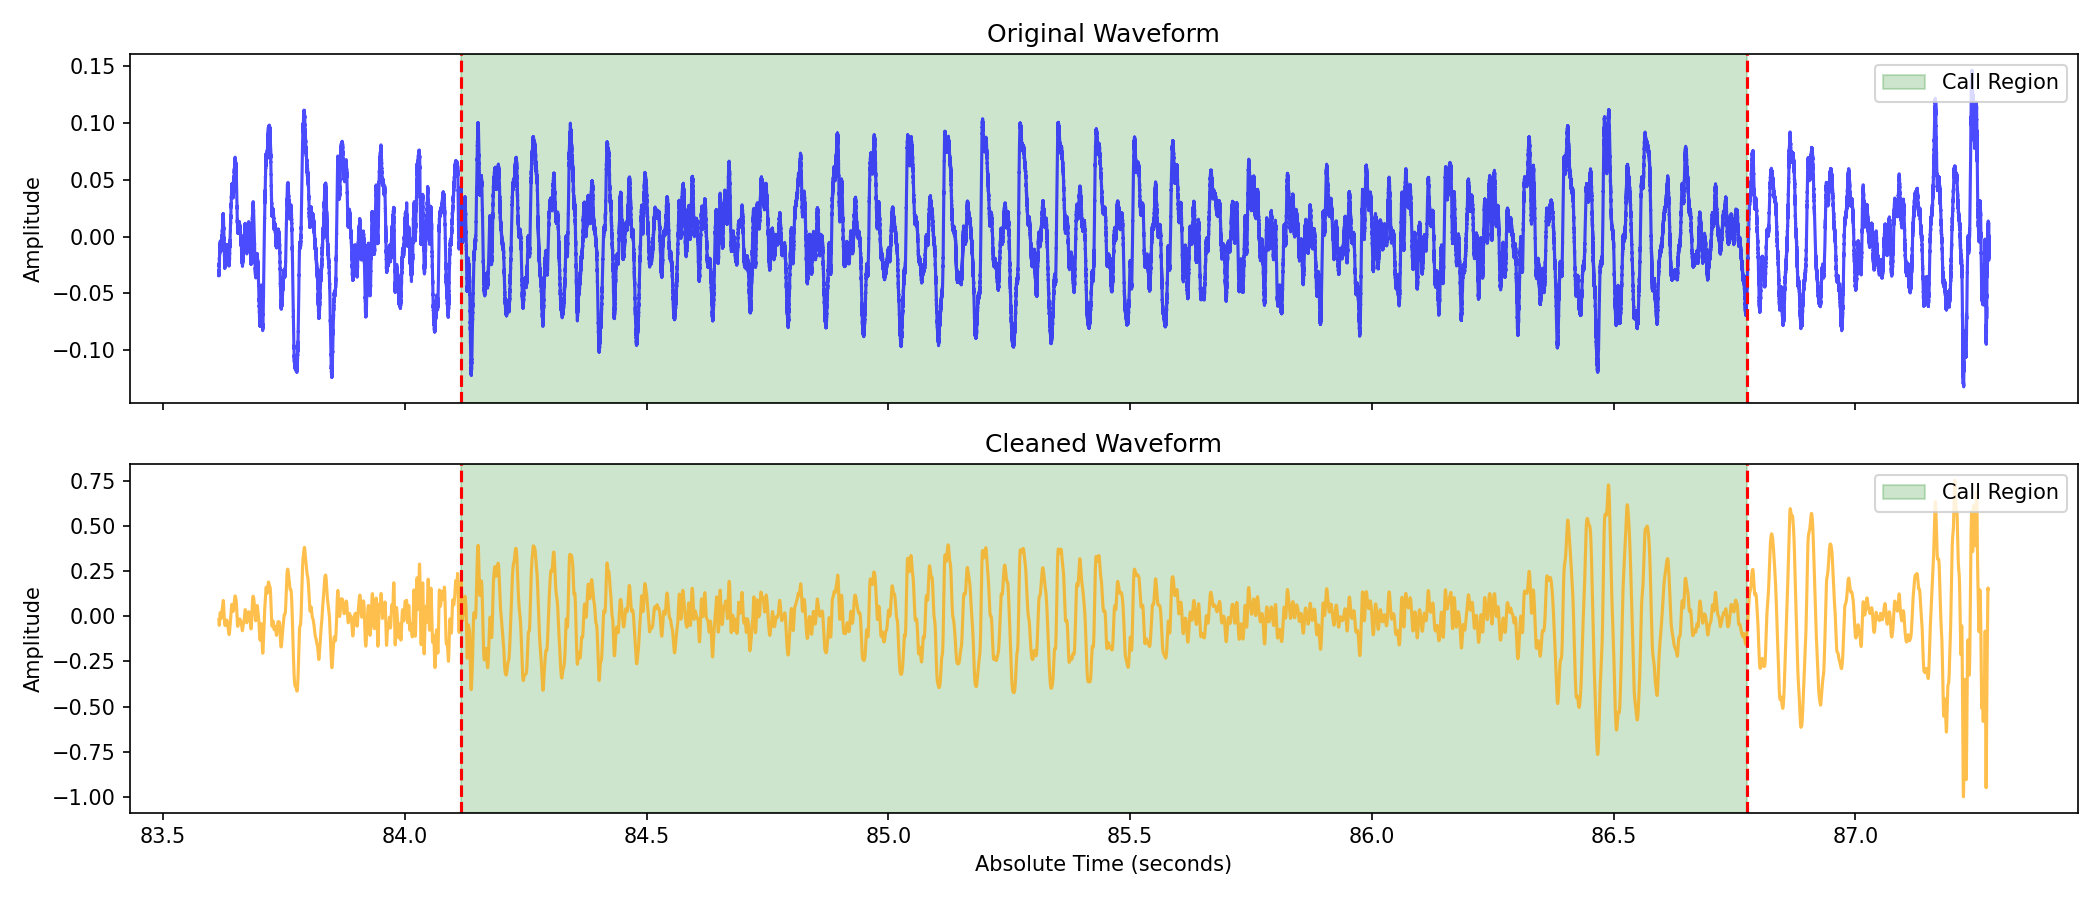 Original Waveform
Amplitude
0.15
0.10
0.05
0.00
−0.05
−0.10
Call Region
Cleaned Waveform
Amplitude
0.75
0.50
0.25
0.00
−0.25
−0.50
−0.75
−1.00
Call Region
83.5 84.0 84.5 85.0 85.5 86.0 86.5 87.0
Absolute Time (seconds)